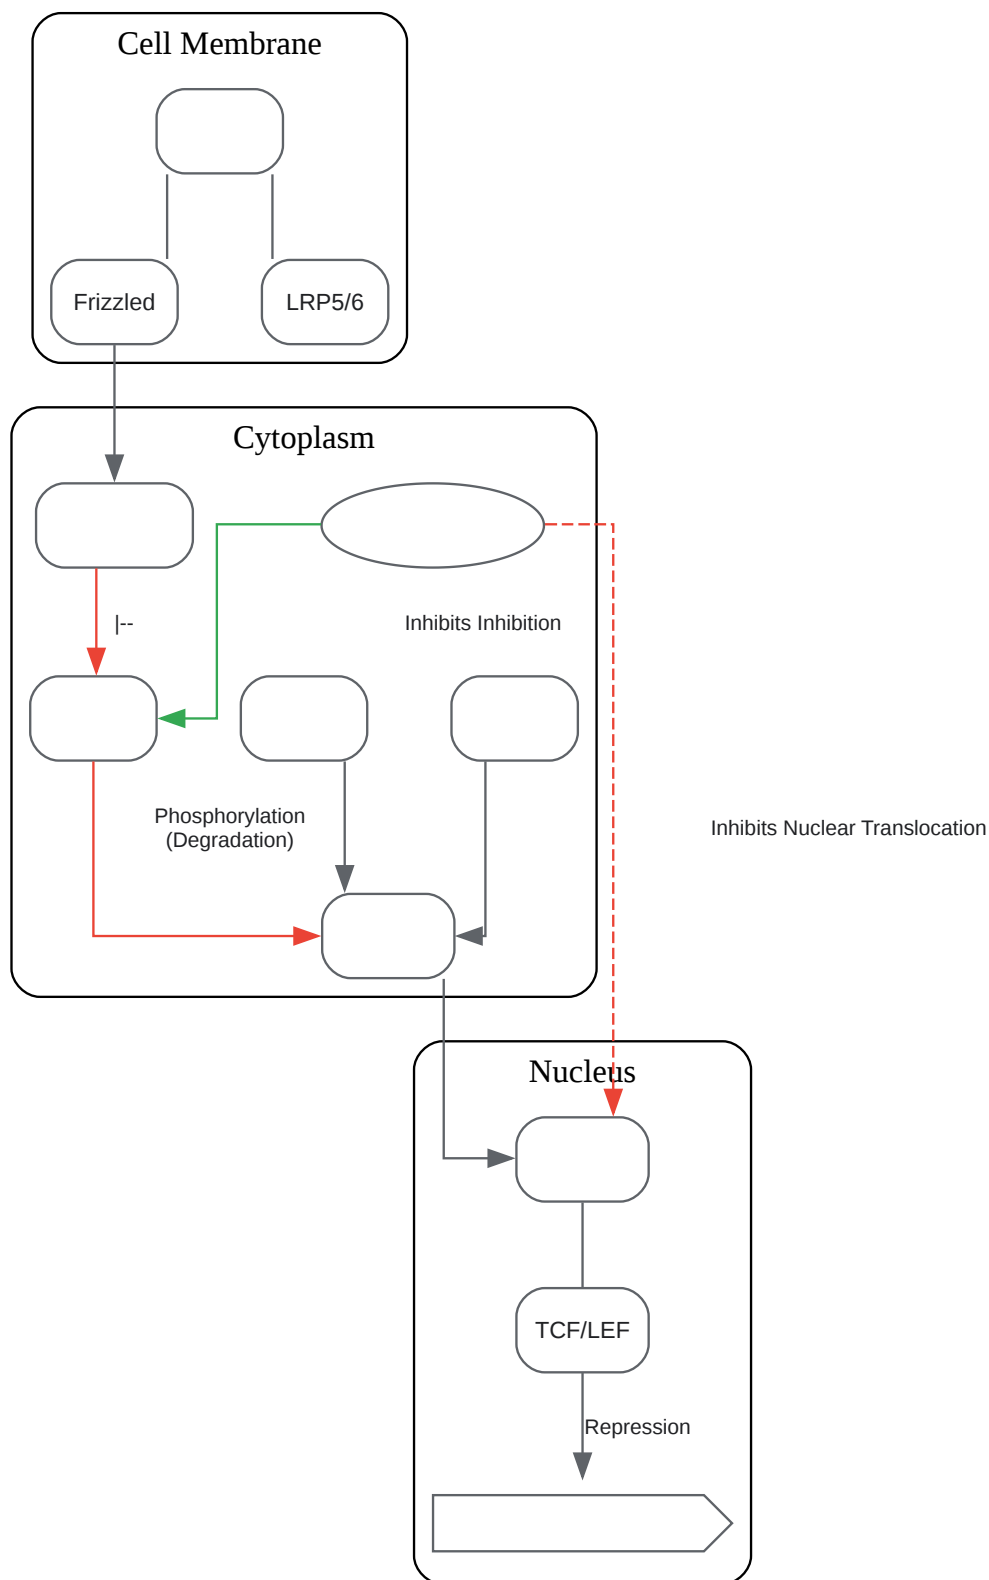 Cell Membrane
Frizzled
LRP5/6
Cytoplasm
|--
Inhibits Inhibition
Phosphorylation
(Degradation)
Inhibits Nuclear Translocation
Nucleus
TCF/LEF
Repression